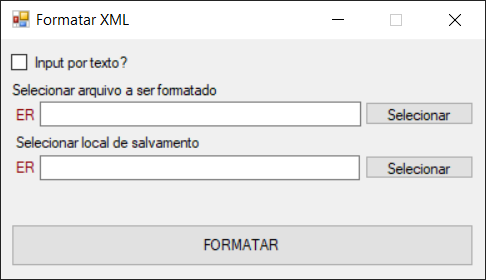 Formatar XML
Input por texto?
Selecionar arquivo a ser formatado
ER Selecionar
Selecionar local de salvamento
ER Selecionar
FORMATAR